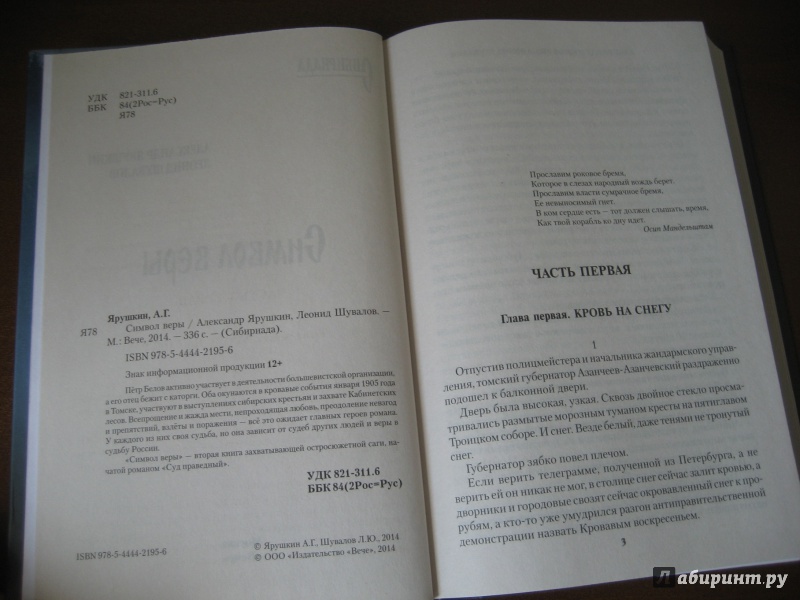 УДК 821-311.6
ББК 84(2Рос=Рус)
Я78
Ярушкин, А.Г.
Я78 Символ веры / Александр Ярушкин, Леонид Шувалов. —
М.: Вече, 2014. — 336 с. — (Сибириада).
ISBN 978-5-4444-2195-6
Знак информационной продукции 12+
Пётр Белов активно участвует в деятельности большевистской организации,
а его отец бежит с каторги. Оба окунаются в кровавые события января 1905 года
в Томске, участвуют в выступлениях сибирских крестьян и захвате Кабинетских
лесов. Всепрощение и жажда мести, непроходящая любовь, преодоление невзгод
и препятствий, взлёты и поражения — всё это ожидает главных героев романа.
У каждого из них своя судьба, но она зависит от судеб других людей и веры в
судьбу России.
«Символ веры» — вторая книга захватывающей остросюжетной саги, на-
чатой романом «Суд праведный».
УДК 821-311.6
ББК 84(2Рос=Рус)
ISBN 978-5-4444-2195-6
© Ярушкин А.Г., Шувалов Л.Ю., 2014
© ООО «Издательство «Вече», 2014
Прославим роковое бремя,
Которое в слезах народный вождь берет.
Прославим власти сумрачное бремя,
Ее невыносимый гнет.
В ком сердце есть — тот должен слышать, время,
Как твой корабль ко дну идет.
Осип Мандельштам
ЧАСТЬ ПЕРВАЯ
Глава первая. КРОВЬ НА СНЕГУ
1
Отпустив полицмейстера и начальника жандармского управ-
ления, томский губернатор Азанчеев-Азанчевский раздраженно
подошел к балконной двери.
Дверь была высокая, узкая. Сквозь двойное стекло просма-
тривались размытые морозным туманом кресты на пятиглавом
Троицком соборе. И снег. Везде белый, даже тенями не тронутый
снег.
Губернатор зябко повел плечом.
Если верить телеграмме, полученной из Петербурга, а не
верить ей он никак не мог, в столице снег сейчас залит кровью, а
дворники и городовые свозят сейчас окровавленный снег к про-
рубям, а кто-то уже умудрился разгон антиправительственной
демонстрации назвать Кровавым воскресеньем.
3
Лабиринт.ру